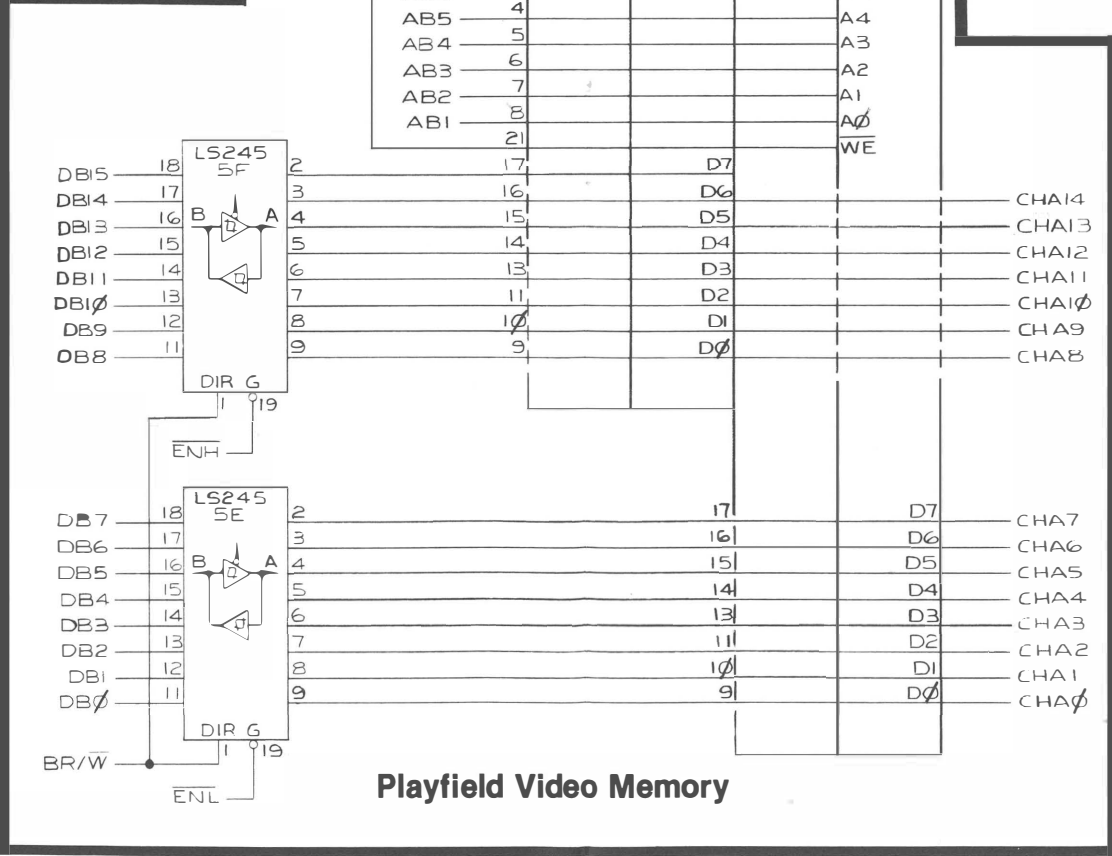 AB5 4 A4
AB4 5 A3
AB3 6 A2
AB2 7 A1
AB1 8 AØ
21 W̅E̅
LS245
5F
DB15 18 2 17 D7
DB14 17 3 16 D6 CHA14
DB13 16 B A 4 15 D5 CHA13
DB12 15 5 14 D4 CHA12
DB11 14 6 13 D3 CHA11
DB1Ø 13 7 11 D2 CHA1Ø
DB9 12 8 1Ø D1 CHA9
DB8 11 9 9 DØ CHA8
DIR G
1 19
E̅N̅H̅
LS245
5E
DB7 18 2 17 D7 CHA7
DB6 17 3 16 D6 CHA6
DB5 16 B A 4 15 D5 CHA5
DB4 15 5 14 D4 CHA4
DB3 14 6 13 D3 CHA3
DB2 13 7 11 D2 CHA2
DB1 12 8 1Ø D1 CHA1
DBØ 11 9 9 DØ CHAØ
DIR G
1 19
BR/W̅
E̅N̅L̅
Playfield Video Memory